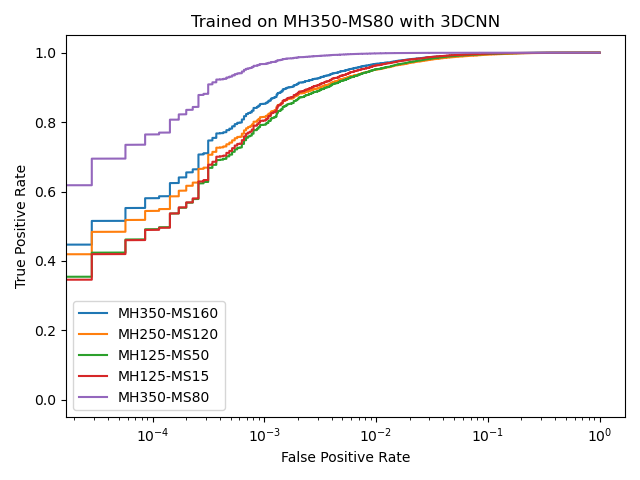 Trained on MH350-MS80 with 3DCNN
True Positive Rate
1.0
0.8
0.6
0.4
0.2
0.0
MH350-MS160
MH250-MS120
MH125-MS50
MH125-MS15
MH350-MS80
10⁻⁴ 10⁻³ 10⁻² 10⁻¹ 10⁰
False Positive Rate